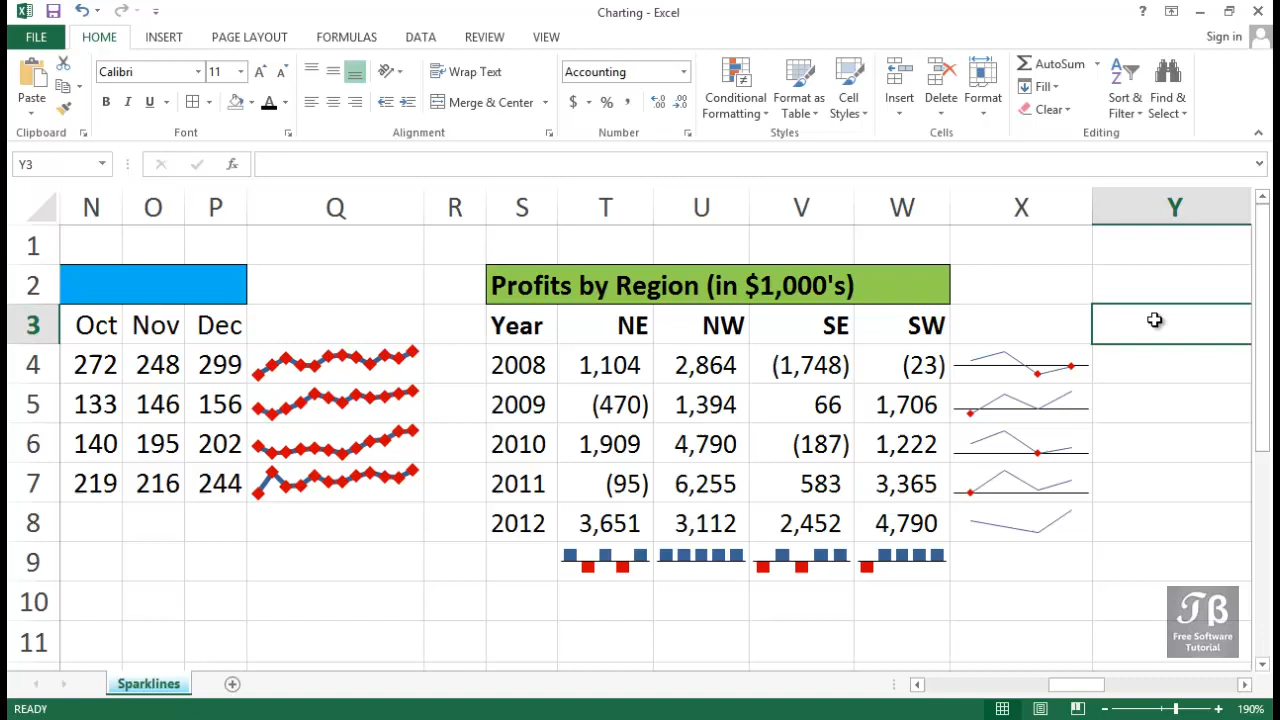 Charting - Excel
?
FILE HOME INSERT PAGE LAYOUT FORMULAS DATA REVIEW VIEW Sign in
Paste
Clipboard
Calibri 11 A A
B I U A
Font
Wrap Text
Merge & Center
Alignment
Accounting
$ % ,
Number
Conditional Formatting
Format as Table
Cell Styles
Styles
Insert Delete Format
Cells
AutoSum
Fill
Clear
Sort & Filter
Find & Select
Editing
Y3 fx
N O P Q R S T U V W X Y
1
2 Profits by Region (in $1,000's)
3 Oct Nov Dec Year NE NW SE SW
4 272 248 299 2008 1,104 2,864 (1,748) (23)
5 133 146 156 2009 (470) 1,394 66 1,706
6 140 195 202 2010 1,909 4,790 (187) 1,222
7 219 216 244 2011 (95) 6,255 583 3,365
8 2012 3,651 3,112 2,452 4,790
9
10
11
TB
Free Software
Tutorial
Sparklines
READY 190%